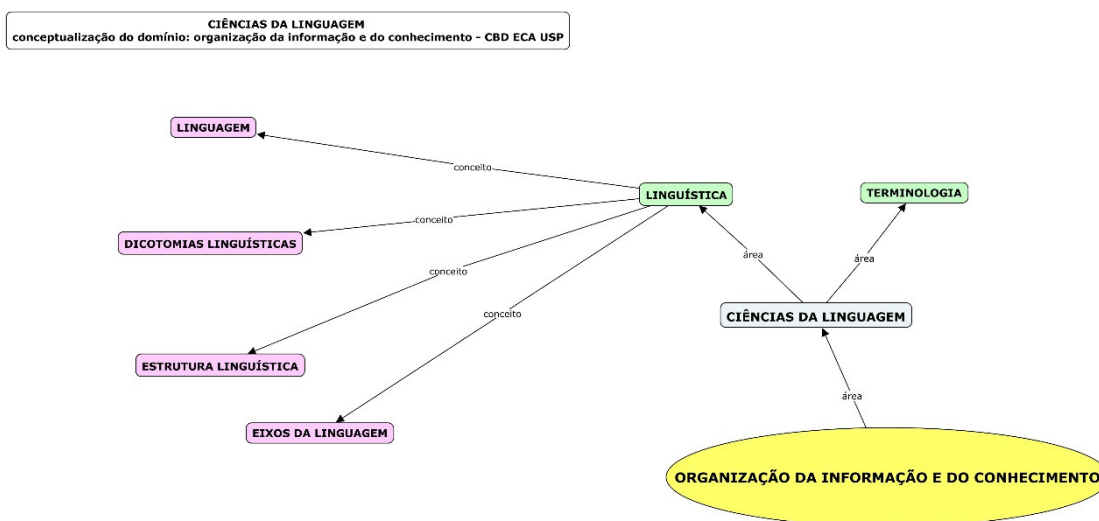 CIÊNCIAS DA LINGUAGEM
conceptualização do domínio: organização da informação e do conhecimento - CBD ECA USP
LINGUAGEM
conceito
LINGUÍSTICA
TERMINOLOGIA
conceito
DICOTOMIAS LINGUÍSTICAS
área
área
conceito
conceito
CIÊNCIAS DA LINGUAGEM
ESTRUTURA LINGUÍSTICA
área
EIXOS DA LINGUAGEM
ORGANIZAÇÃO DA INFORMAÇÃO E DO CONHECIMENTO